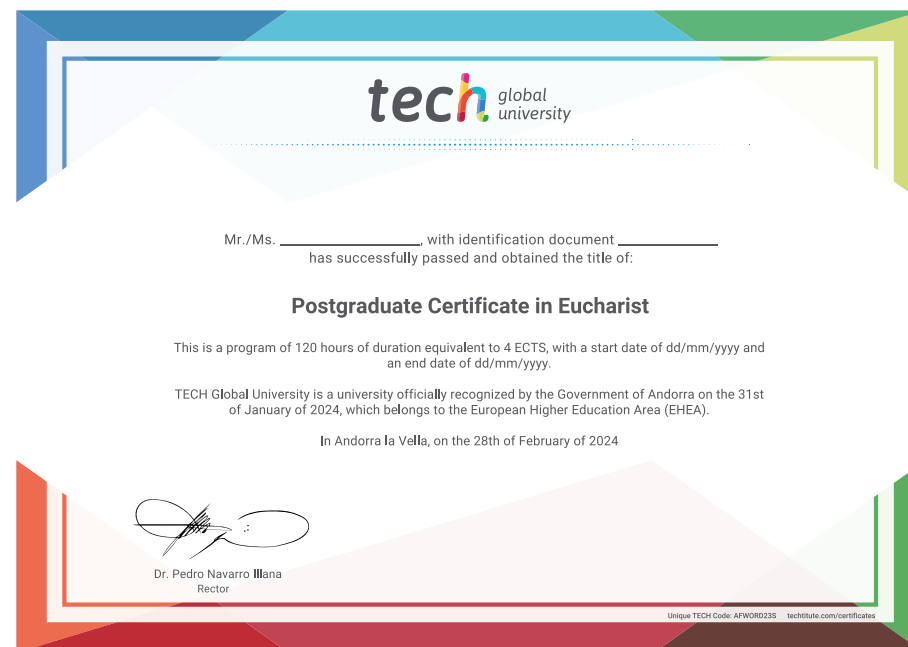 tech global university
Mr./Ms. ____________________, with identification document ______________
has successfully passed and obtained the title of:
Postgraduate Certificate in Eucharist
This is a program of 120 hours of duration equivalent to 4 ECTS, with a start date of dd/mm/yyyy and
an end date of dd/mm/yyyy.
TECH Global University is a university officially recognized by the Government of Andorra on the 31st
of January of 2024, which belongs to the European Higher Education Area (EHEA).
In Andorra la Vella, on the 28th of February of 2024
Dr. Pedro Navarro Illana
Rector
Unique TECH Code: AFWORD23S techtitute.com/certificates